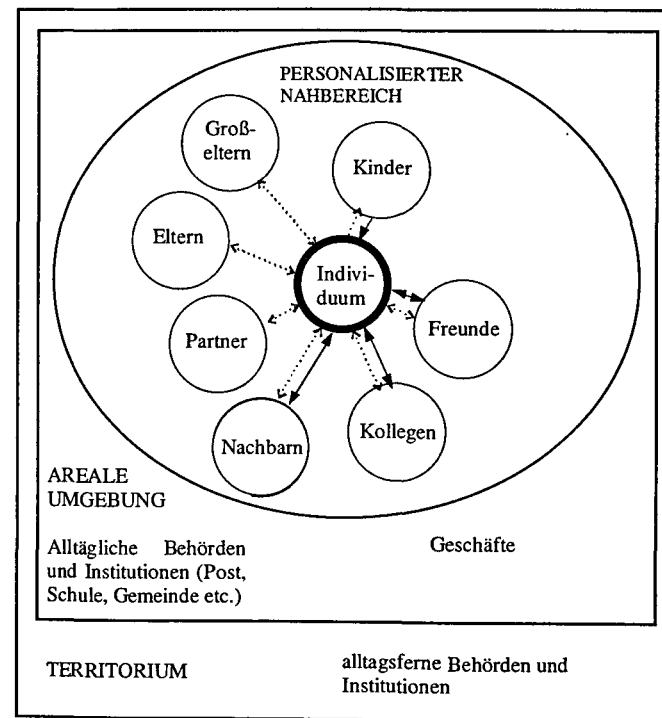 PERSONALISIERTER
NAHBEREICH
Groß-
eltern
Kinder
Eltern
Indivi-
duum
Partner
Freunde
Nachbarn
Kollegen
AREALE
UMGEBUNG
Alltägliche Behörden
und Institutionen (Post,
Schule, Gemeinde etc.)
Geschäfte
TERRITORIUM
alltagsferne Behörden und
Institutionen